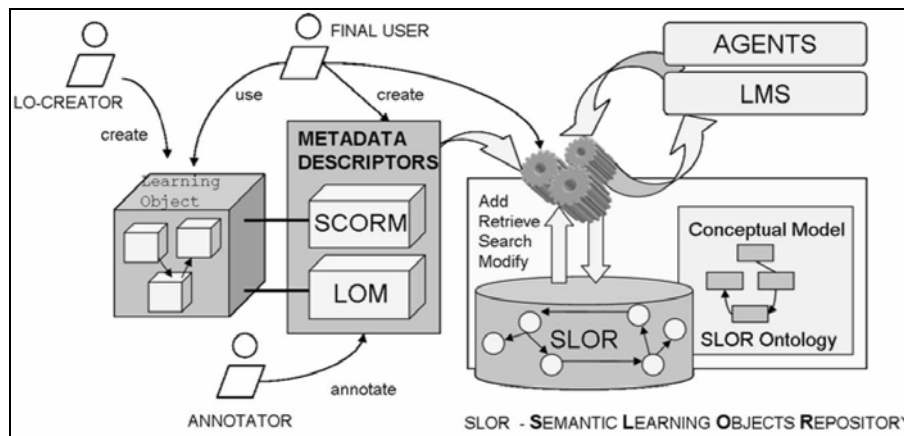 FINAL USER
AGENTS
LMS
LO-CREATOR
use
create
create
METADATA
DESCRIPTORS
Learning
Object
SCORM
LOM
Add
Retrieve
Search
Modify
Conceptual Model
SLOR Ontology
SLOR
annotate
ANNOTATOR
SLOR - SEMANTIC LEARNING OBJECTS REPOSITORY